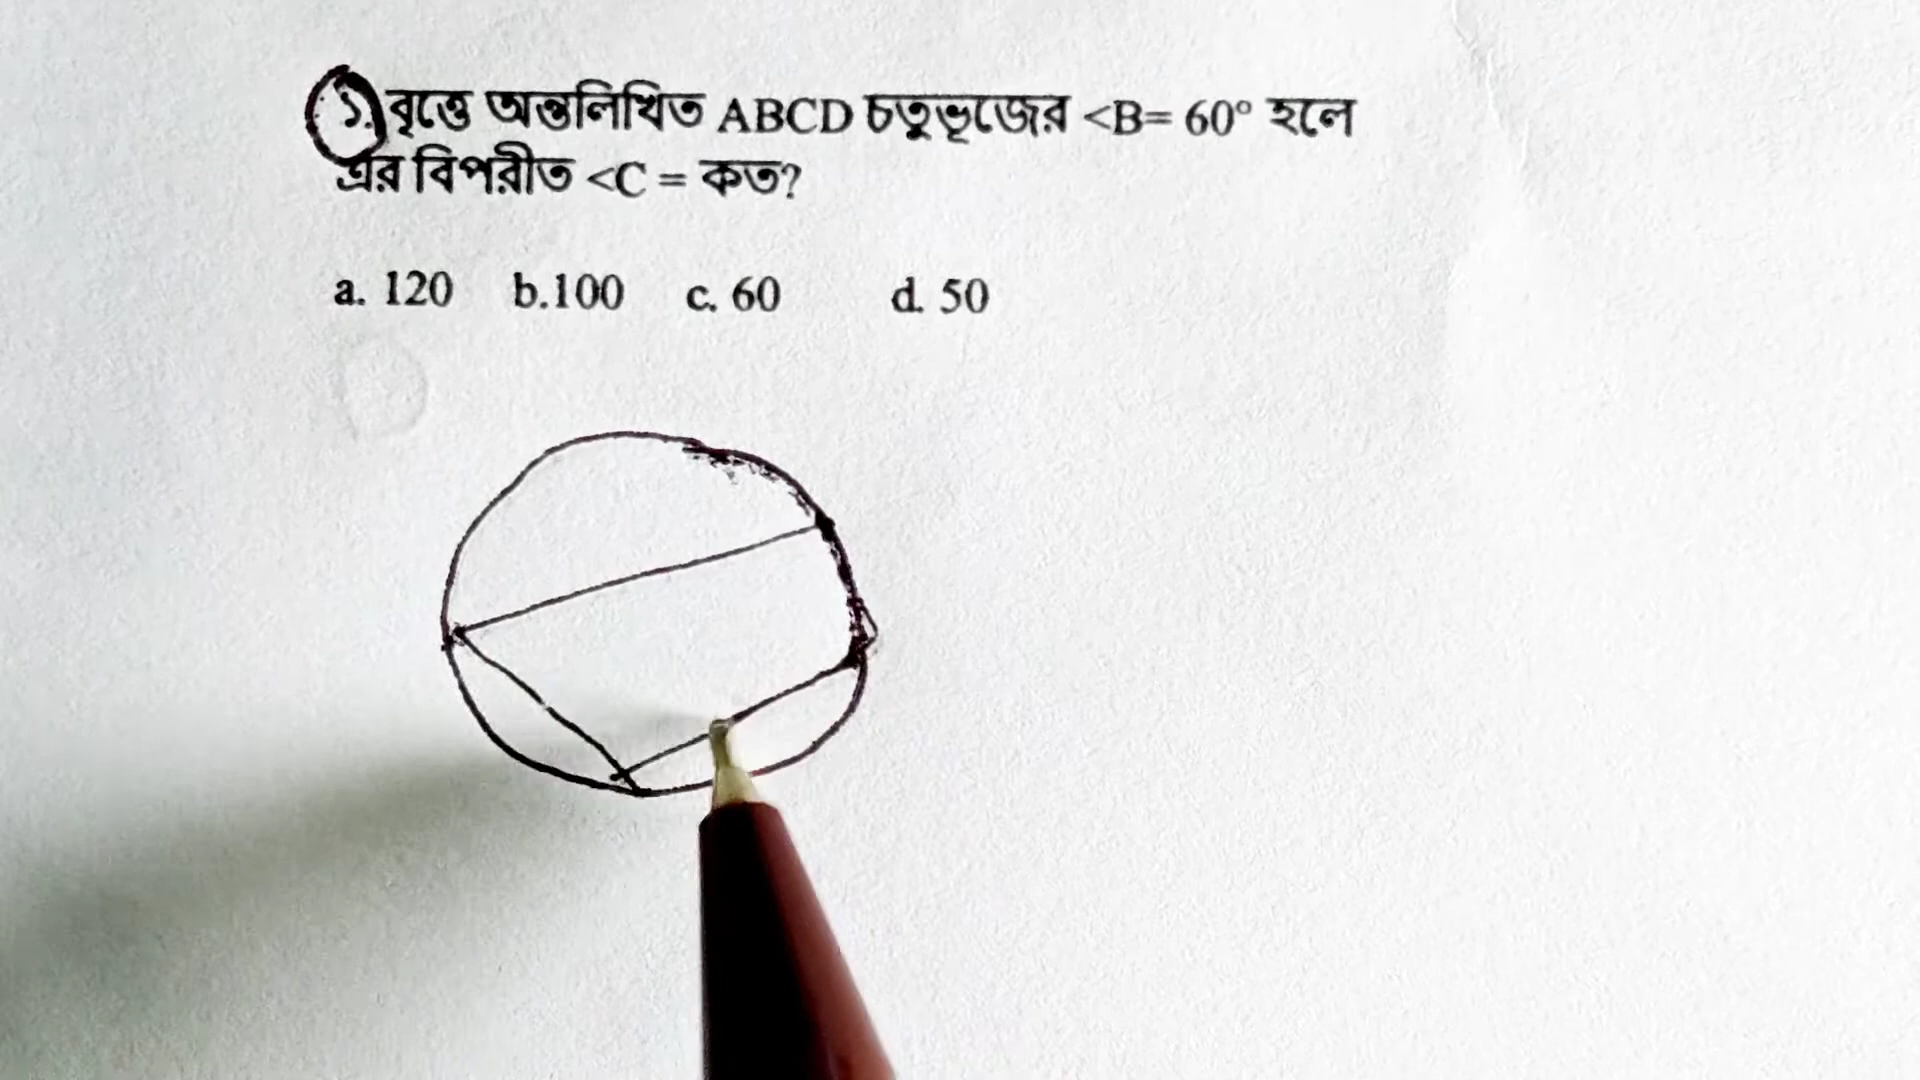 ১. বৃত্তে অন্তলিখিত ABCD চতুভূজের <B= 60° হলে
এর বিপরীত <C = কত?
a. 120 b.100 c. 60 d. 50